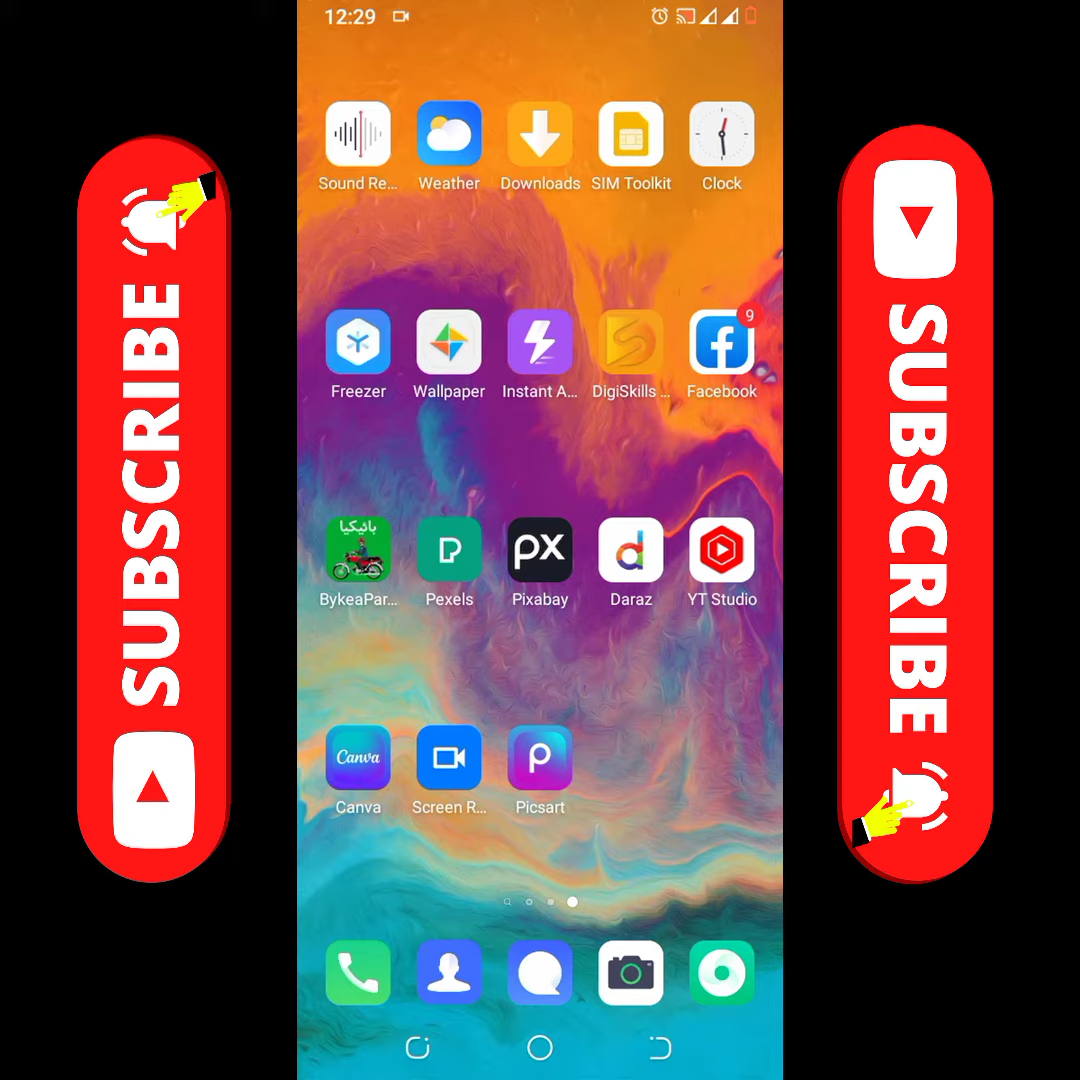 12:29
Sound Re...
Weather
Downloads
SIM Toolkit
Clock
9
Freezer
Wallpaper
Instant A...
DigiSkills ...
Facebook
بائیکیا
BykeaPar...
Pexels
px
Pixabay
Daraz
YT Studio
Canva
Canva
Screen R...
Picsart
SUBSCRIBE
SUBSCRIBE